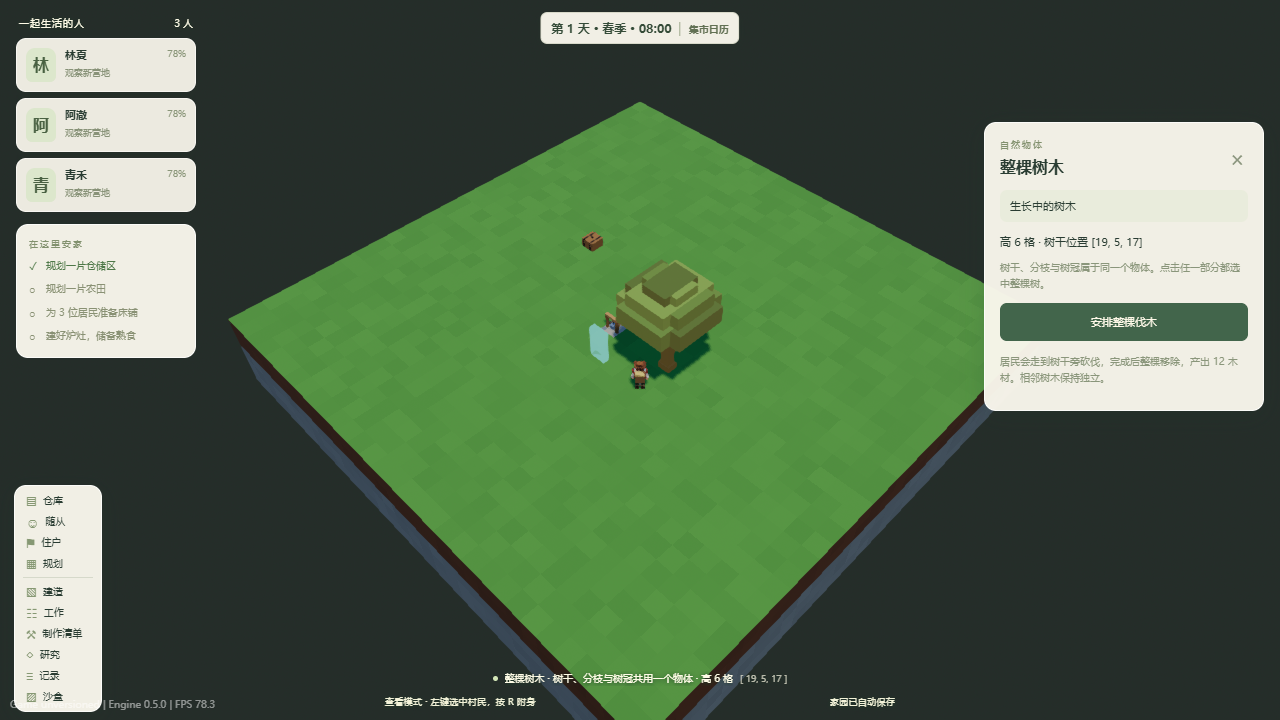 一起生活的人 3 人
林 林夏 78%
观察新营地
阿 阿澈 78%
观察新营地
青 青禾 78%
观察新营地
在这里安家
✓ 规划一片仓储区
○ 规划一片农田
○ 为 3 位居民准备床铺
○ 建好炉灶，储备熟食
第 1 天 • 春季 • 08:00 | 集市日历
自然物体
整棵树木
生长中的树木
高 6 格 · 树干位置 [19, 5, 17]
树干、分枝与树冠属于同一个物体。点击任一部分都选
中整棵树。
安排整棵伐木
居民会走到树干旁砍伐，完成后整棵移除，产出 12 木
材。相邻树木保持独立。
仓库
随从
住户
规划
建造
工作
制作清单
研究
记录
沙盒
| Engine 0.5.0 | FPS 78.3
整棵树木 · 树干、分枝与树冠共用一个物体 · 高 6 格 [ 19, 5, 17 ]
查看模式 · 左键选中村民，按 R 附身
家园已自动保存